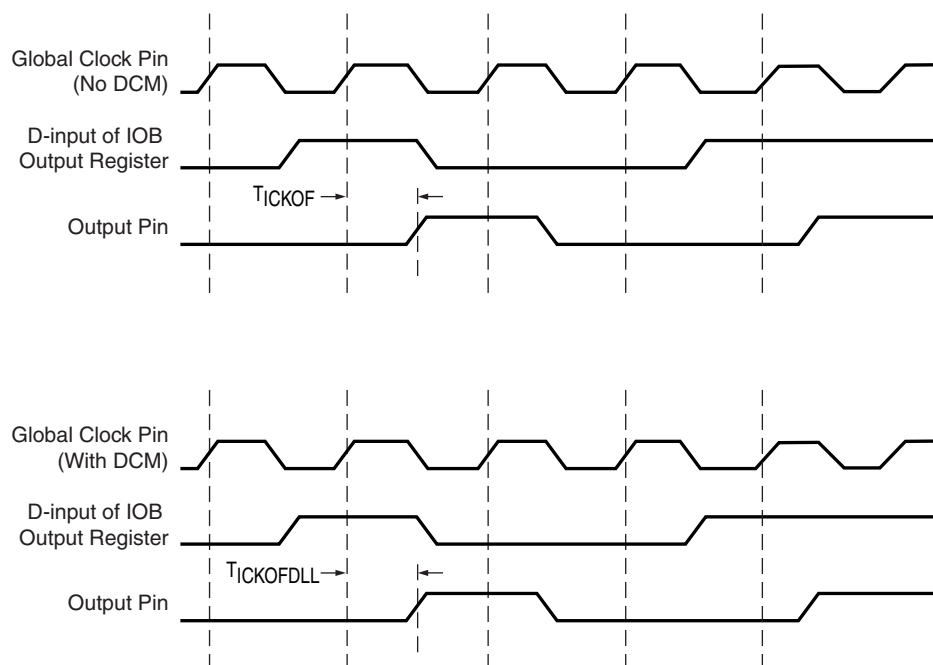 Global Clock Pin
(No DCM)
D-input of IOB
Output Register
TICKOF
Output Pin
Global Clock Pin
(With DCM)
D-input of IOB
Output Register
TICKOFDLL
Output Pin